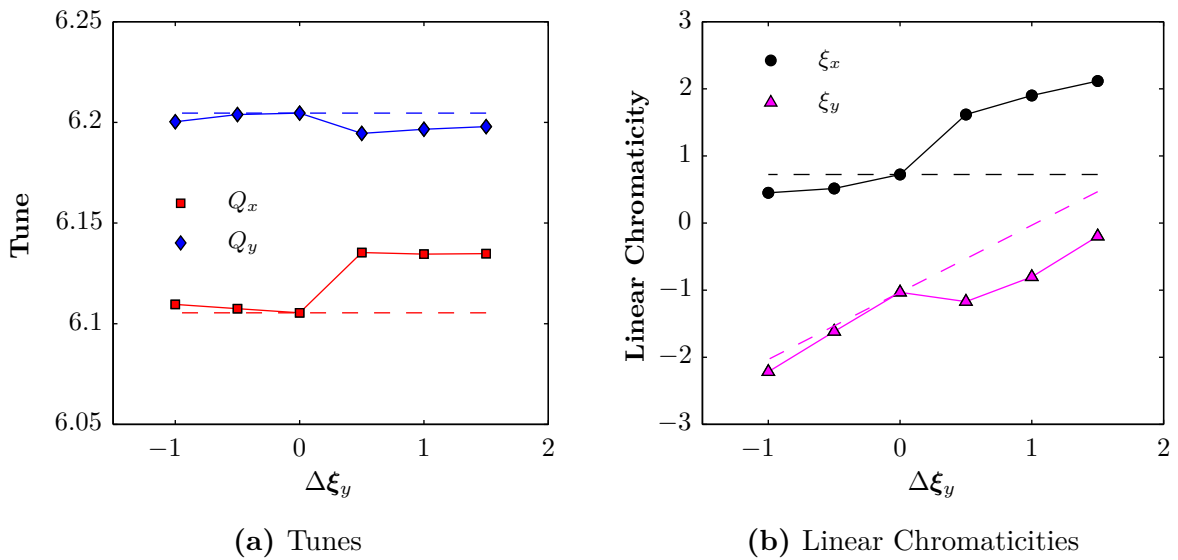 6.25
6.2
6.15
6.1
6.05
Tune
Q_x
Q_y
−1
0
1
2
Δξ_y
(a) Tunes
3
2
1
0
−1
−2
−3
Linear Chromaticity
ξ_x
ξ_y
−1
0
1
2
Δξ_y
(b) Linear Chromaticities